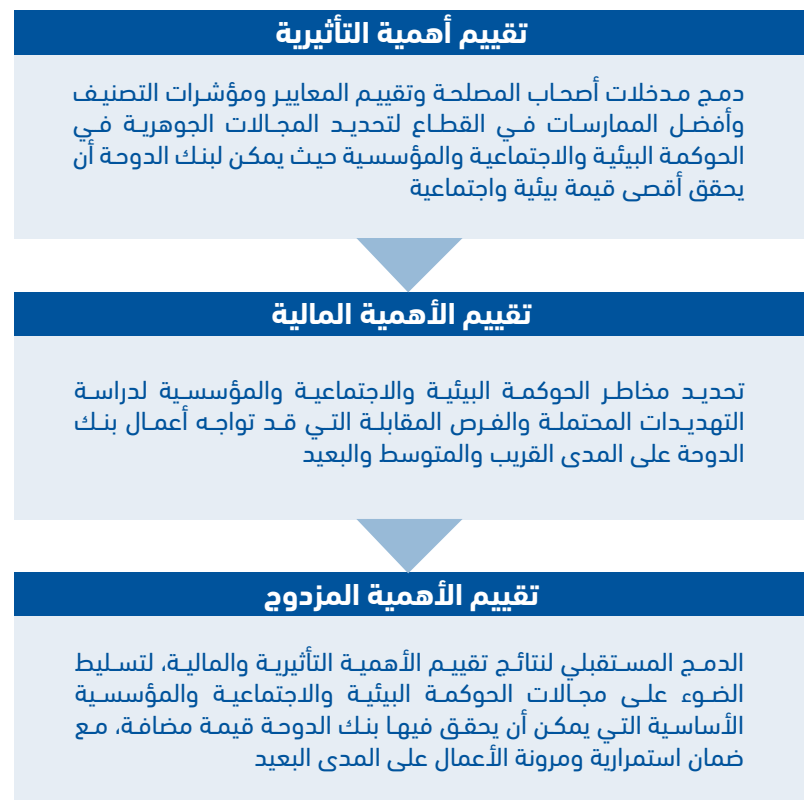 تقييم أهمية التأثيرية
دمج مدخلات أصحاب المصلحة وتقييم المعايير ومؤشرات التصنيف
وأفضل الممارسات في القطاع لتحديد المجالات الجوهرية في
الحوكمة البيئية والاجتماعية والمؤسسية حيث يمكن لبنك الدوحة أن
يحقق أقصى قيمة بيئية واجتماعية
تقييم الأهمية المالية
تحديد مخاطر الحوكمة البيئية والاجتماعية والمؤسسية لدراسة
التهديدات المحتملة والفرص المقابلة التي قد تواجه أعمال بنك
الدوحة على المدى القريب والمتوسط والبعيد
تقييم الأهمية المزدوج
الدمج المستقبلي لنتائج تقييم الأهمية التأثيرية والمالية، لتسليط
الضوء على مجالات الحوكمة البيئية والاجتماعية والمؤسسية
الأساسية التي يمكن أن يحقق فيها بنك الدوحة قيمة مضافة، مع
ضمان استمرارية ومرونة الأعمال على المدى البعيد